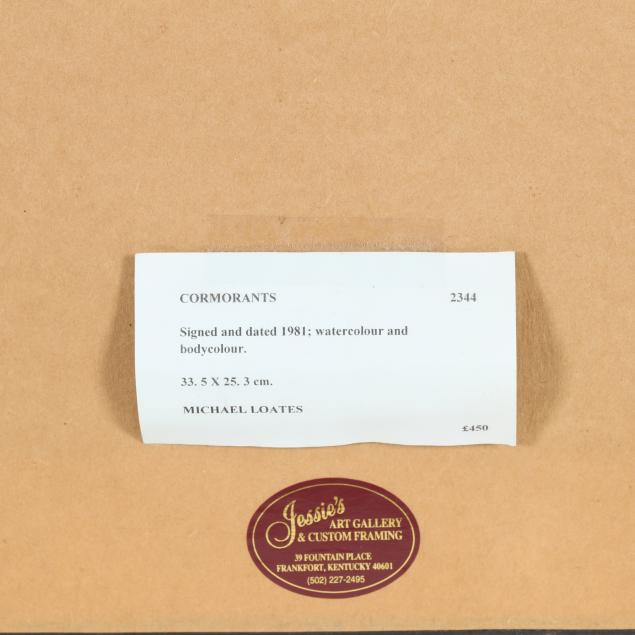 CORMORANTS 2344
Signed and dated 1981; watercolour and
bodycolour.
33. 5 X 25. 3 cm.
MICHAEL LOATES
£450
Jessie's
ART GALLERY
& CUSTOM FRAMING
39 FOUNTAIN PLACE
FRANKFORT, KENTUCKY 40601
(502) 227-2495